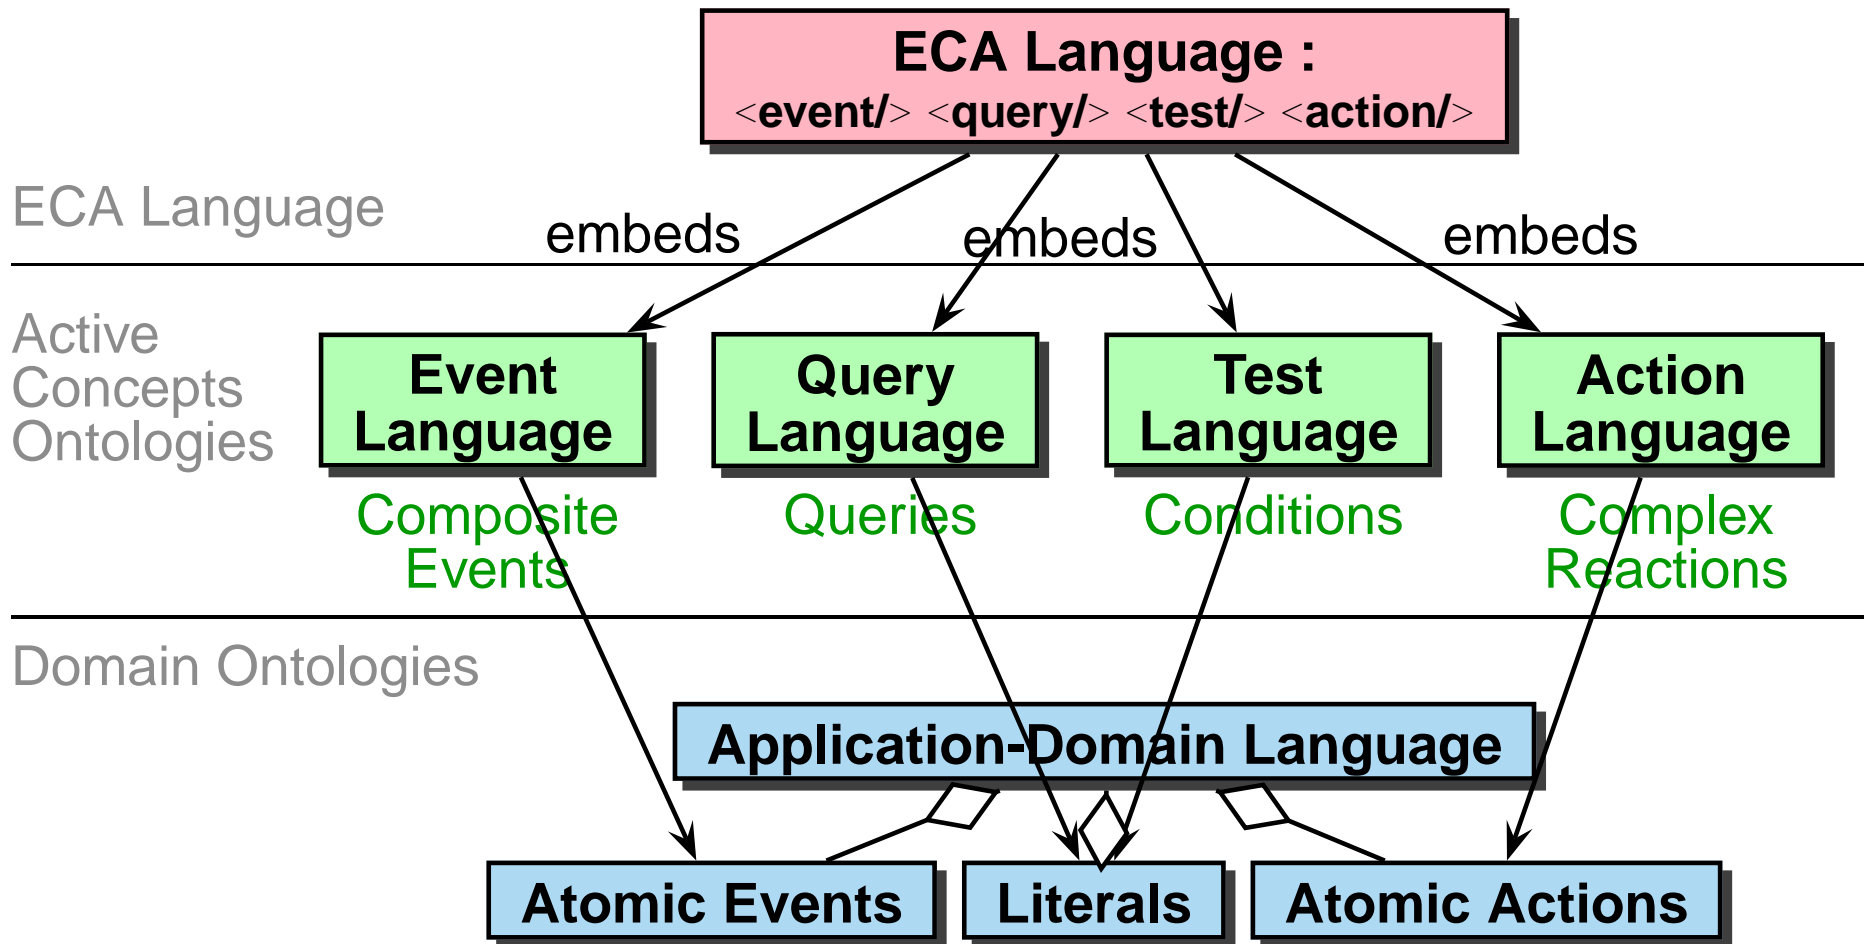 ECA Language :
<event/> <query/> <test/> <action/>
ECA Language
embeds
embeds
embeds
Active
Concepts
Ontologies
Event
Language
Query
Language
Test
Language
Action
Language
Composite
Events
Queries
Conditions
Complex
Reactions
Domain Ontologies
Application-Domain Language
Atomic Events
Literals
Atomic Actions